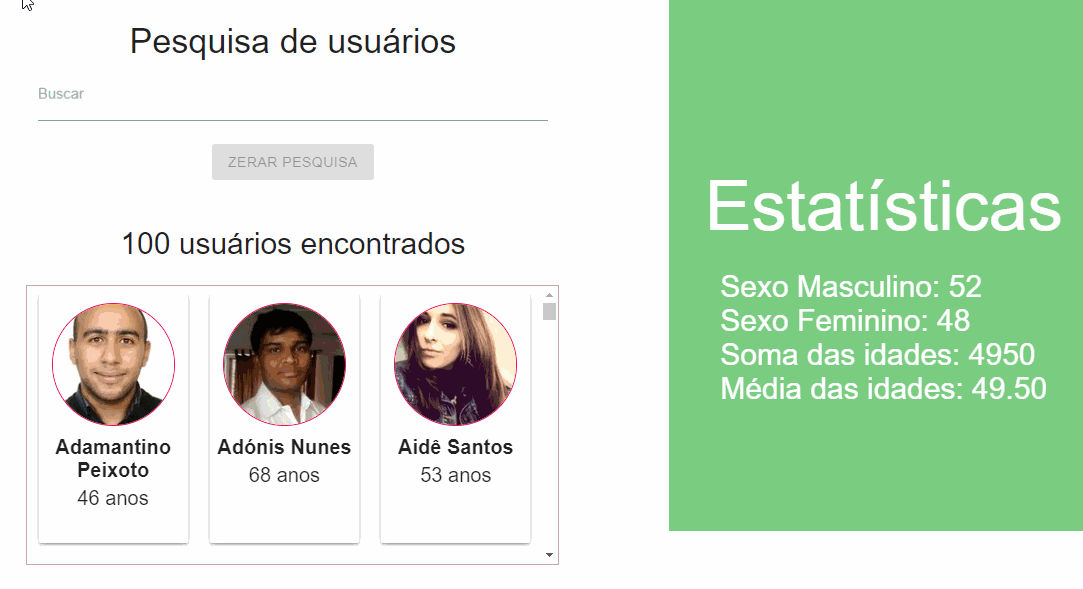 Pesquisa de usuários
Buscar
ZERAR PESQUISA
100 usuários encontrados
Adamantino
Peixoto
46 anos
Adónis Nunes
68 anos
Aidê Santos
53 anos
Estatísticas
Sexo Masculino: 52
Sexo Feminino: 48
Soma das idades: 4950
Média das idades: 49.50